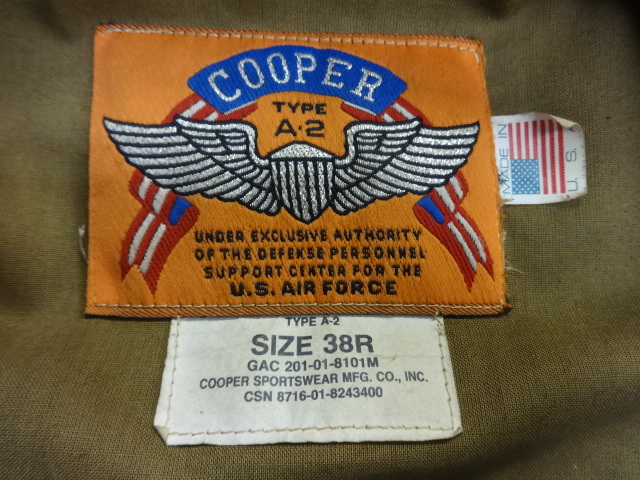 COOPER
TYPE
A-2
UNDER EXCLUSIVE AUTHORITY
OF THE DEFENSE PERSONNEL
SUPPORT CENTER FOR THE
U.S. AIR FORCE
MADE IN
U. S. A
TYPE A-2
SIZE 38R
GAC 201-01-8101M
COOPER SPORTSWEAR MFG. CO., INC.
CSN 8716-01-8243400